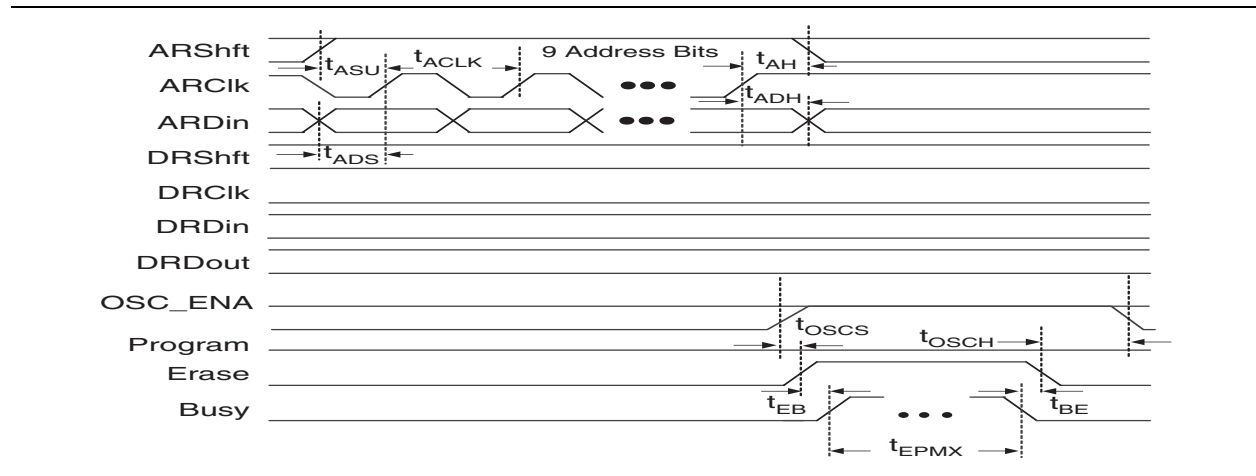 ARShft
tASU
tACLK
9 Address Bits
tAH
ARClk
tADH
ARDin
DRShft
tADS
DRClk
DRDin
DRDout
OSC_ENA
tOSCS
tOSCH
Program
Erase
tEB
tBE
Busy
tEPMX